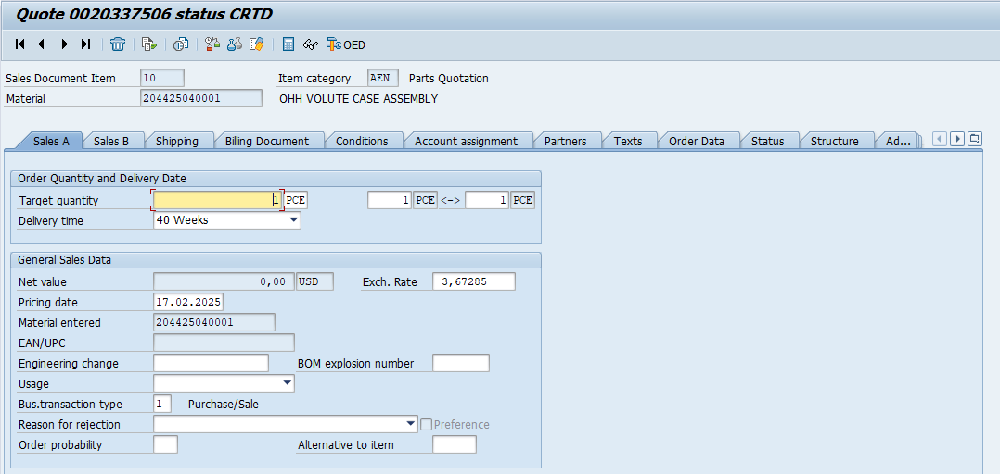 Quote 0020337506 status CRTD
OED
Sales Document Item 10 Item category AEN Parts Quotation
Material 204425040001 OHH VOLUTE CASE ASSEMBLY
Sales A Sales B Shipping Billing Document Conditions Account assignment Partners Texts Order Data Status Structure Ad...
Order Quantity and Delivery Date
Target quantity 1 PCE 1 PCE <-> 1 PCE
Delivery time 40 Weeks
General Sales Data
Net value 0,00 USD Exch. Rate 3,67285
Pricing date 17.02.2025
Material entered 204425040001
EAN/UPC
Engineering change BOM explosion number
Usage
Bus.transaction type 1 Purchase/Sale
Reason for rejection Preference
Order probability Alternative to item